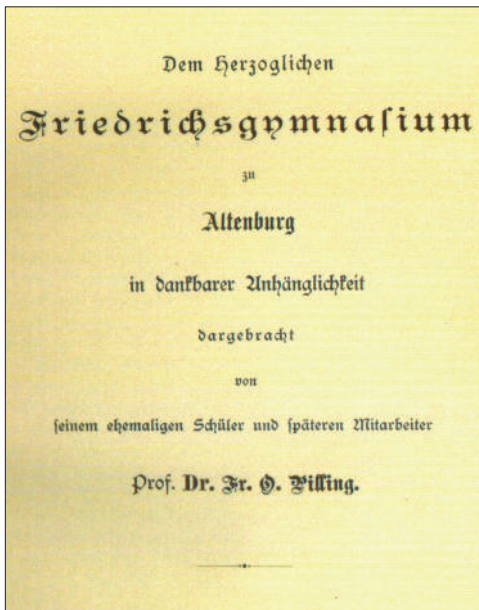 Dem Herzoglichen
Friedrichsgymnasium
zu
Altenburg
in dankbarer Anhänglichkeit
dargebracht
von
seinem ehemaligen Schüler und späteren Mitarbeiter
Prof. Dr. Fr. O. Pilling.